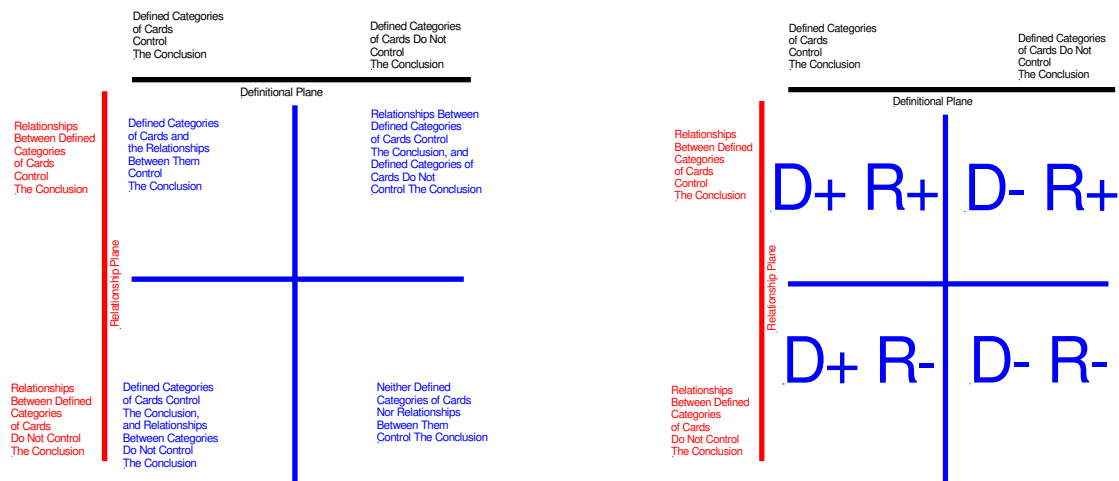 Defined Categories
of Cards
Control
The Conclusion
Defined Categories
of Cards Do Not
Control
The Conclusion
Definitional Plane
Relationships
Between Defined
Categories
of Cards
Control
The Conclusion
Defined Categories
of Cards and
the Relationships
Between Them
Control
The Conclusion
Relationships Between
Defined Categories
of Cards Control
The Conclusion, and
Defined Categories of
Cards Do Not
Control The Conclusion
Relationship Plane
Relationships
Between Defined
Categories
of Cards
Do Not Control
The Conclusion
Defined Categories
of Cards Control
The Conclusion,
and Relationships
Between Categories
Do Not Control
The Conclusion
Neither Defined
Categories of Cards
Nor Relationships
Between Them
Control The Conclusion
Defined Categories
of Cards
Control
The Conclusion
Defined Categories
of Cards Do Not
Control
The Conclusion
Definitional Plane
Relationships
Between Defined
Categories
of Cards
Control
The Conclusion
D+ R+
D- R+
Relationship Plane
D+ R-
D- R-
Relationships
Between Defined
Categories
of Cards
Do Not Control
The Conclusion